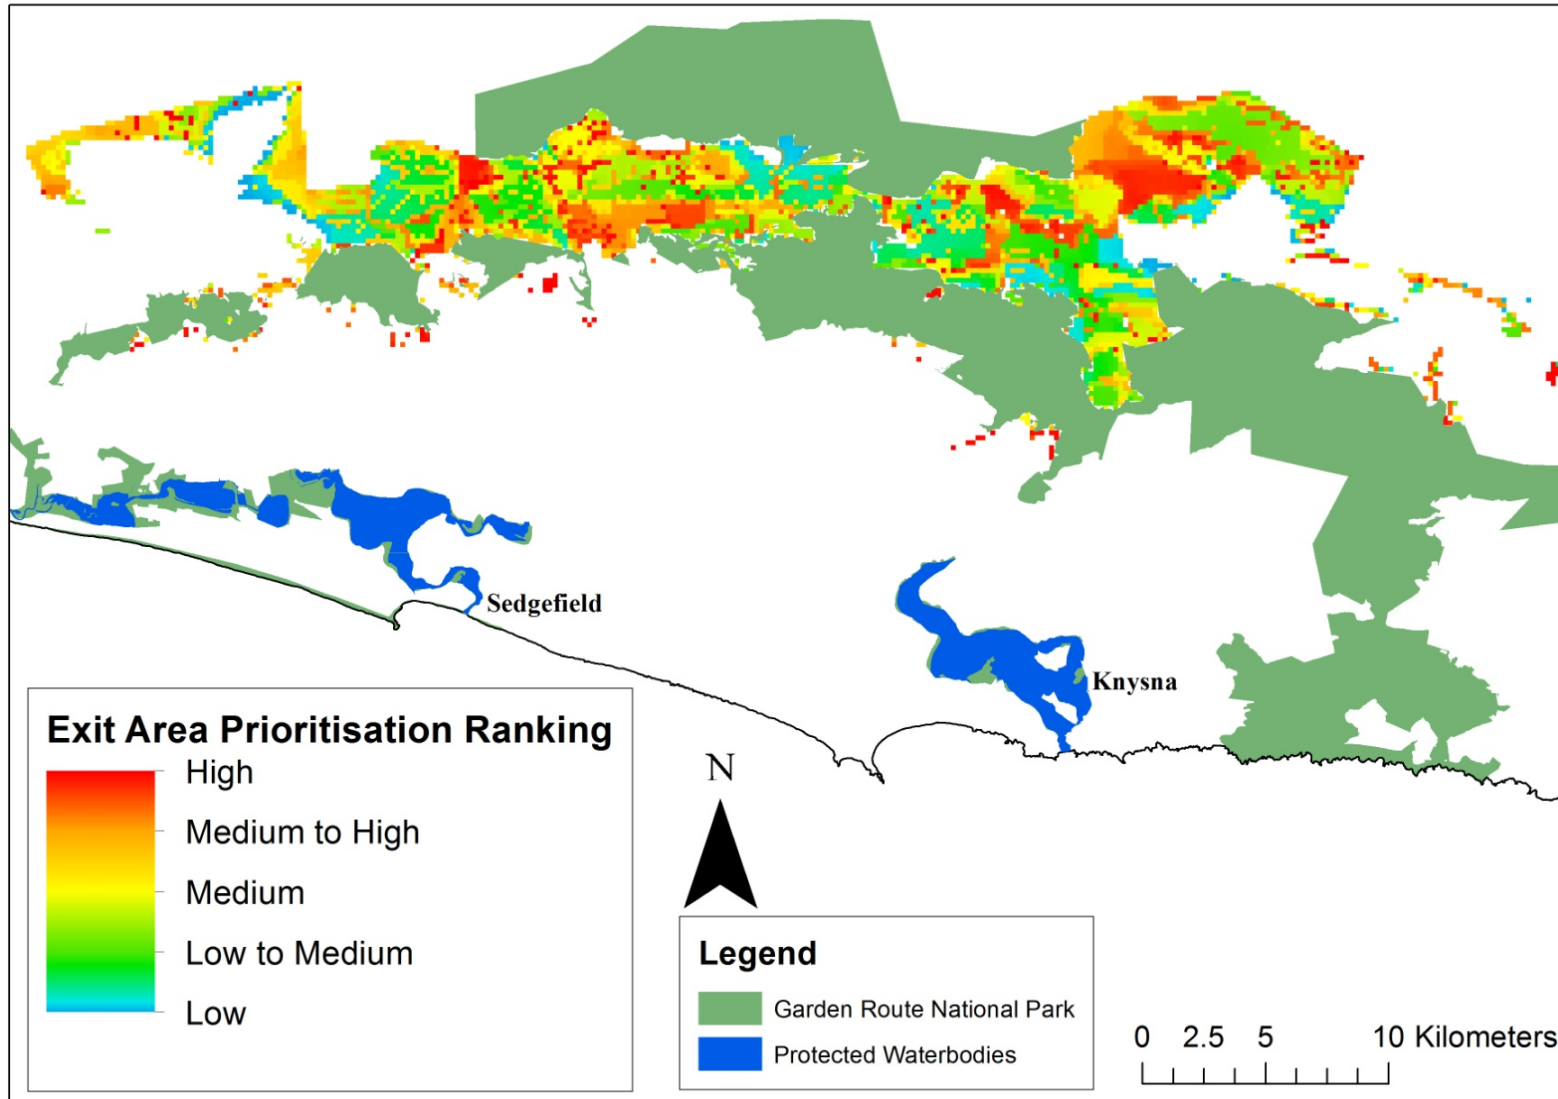 Sedgefield
Knysna
Exit Area Prioritisation Ranking
High
Medium to High
Medium
Low to Medium
Low
N
Legend
Garden Route National Park
Protected Waterbodies
0 2.5 5 10 Kilometers